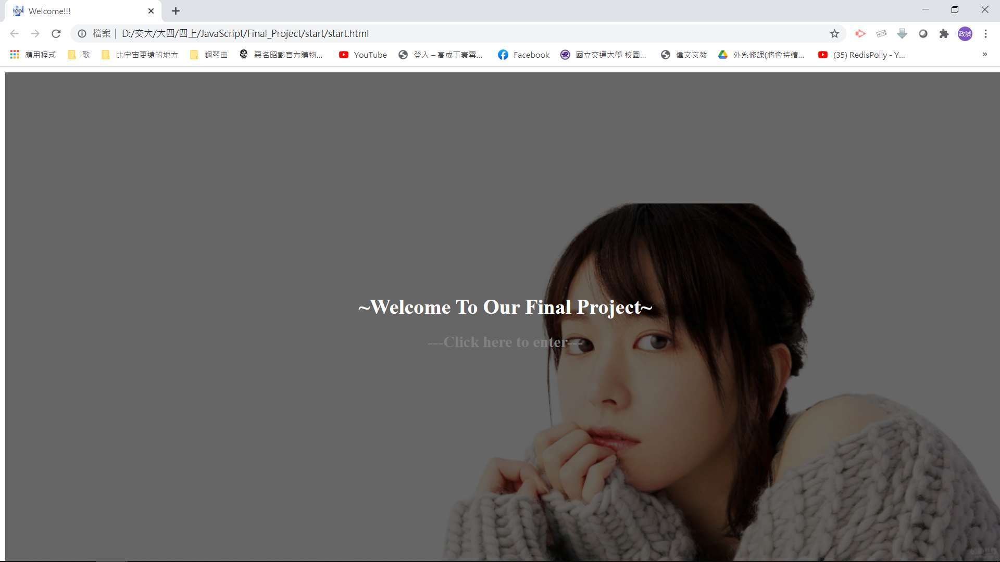 Welcome!!!
檔案 D:/交大/大四/四上/JavaScript/Final_Project/start/start.html 政誠
應用程式 歌 比宇宙更遠的地方 鋼琴曲 惡名昭彰官方購物... YouTube 登入 – 高成丁豪雲... Facebook 國立交通大學 校園... 偉文文教 外系修課(將會持續... (35) RedisPolly - Y... »
~Welcome To Our Final Project~
---Click here to enter---